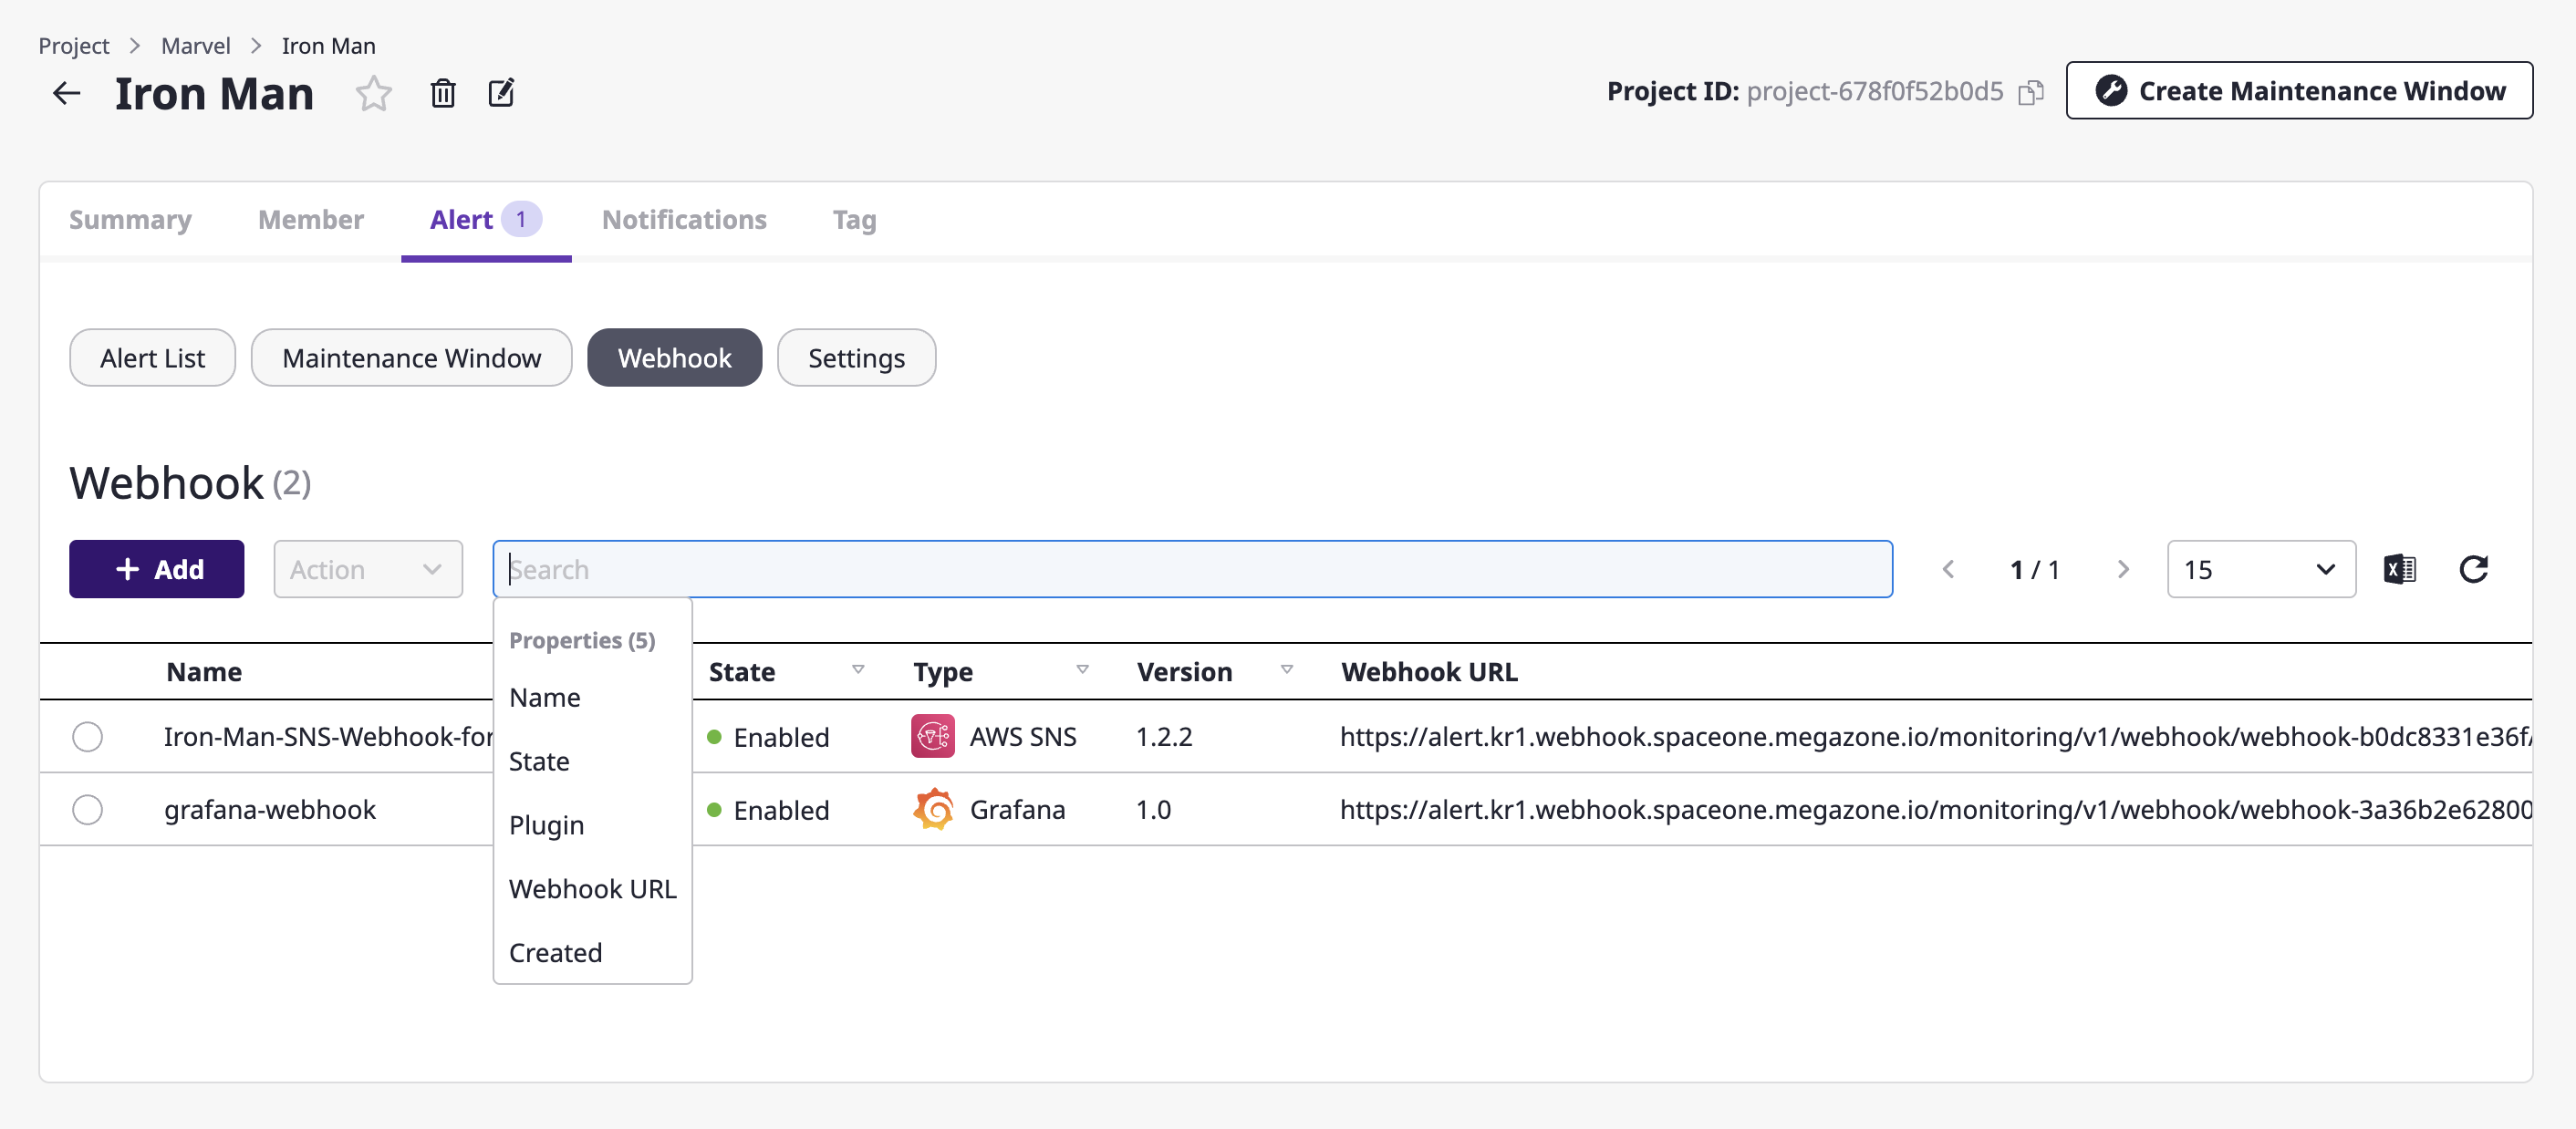 Project > Marvel > Iron Man
Iron Man
Project ID: project-678f0f52b0d5
Create Maintenance Window
Summary Member Alert 1 Notifications Tag
Alert List Maintenance Window Webhook Settings
Webhook (2)
+ Add Action Search 1 / 1 15
Properties (5)
Name
State
Plugin
Webhook URL
Created
Name State Type Version Webhook URL
Iron-Man-SNS-Webhook-for Enabled AWS SNS 1.2.2 https://alert.kr1.webhook.spaceone.megazone.io/monitoring/v1/webhook/webhook-b0dc8331e36f/
grafana-webhook Enabled Grafana 1.0 https://alert.kr1.webhook.spaceone.megazone.io/monitoring/v1/webhook/webhook-3a36b2e62800